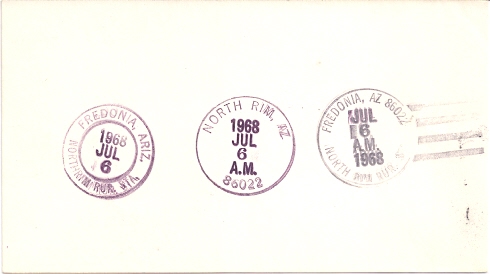 FREDONIA, ARIZ.
1968
JUL
6
NORTH RIM RUR. STA.
NORTH RIM, AZ
1968
JUL
6
A.M.
86022
FREDONIA, AZ 86022
JUL
6
A.M.
1968
NORTH RIM RUR.